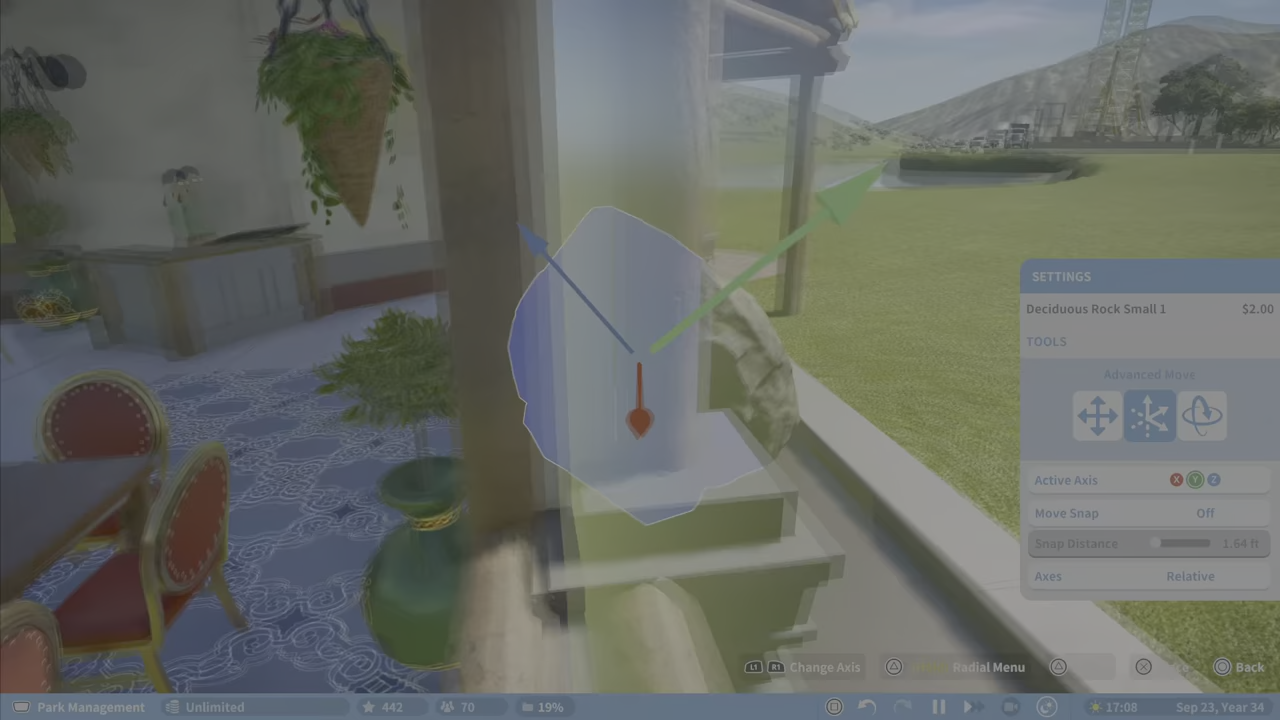 SETTINGS
Deciduous Rock Small 1 $2.00
TOOLS
Advanced Move
Active Axis X Y Z
Move Snap Off
Snap Distance 1.64 ft
Axes Relative
L1 R1 Change Axis Radial Menu Back
Park Management Unlimited 442 70 19% 17:08 Sep 23, Year 34